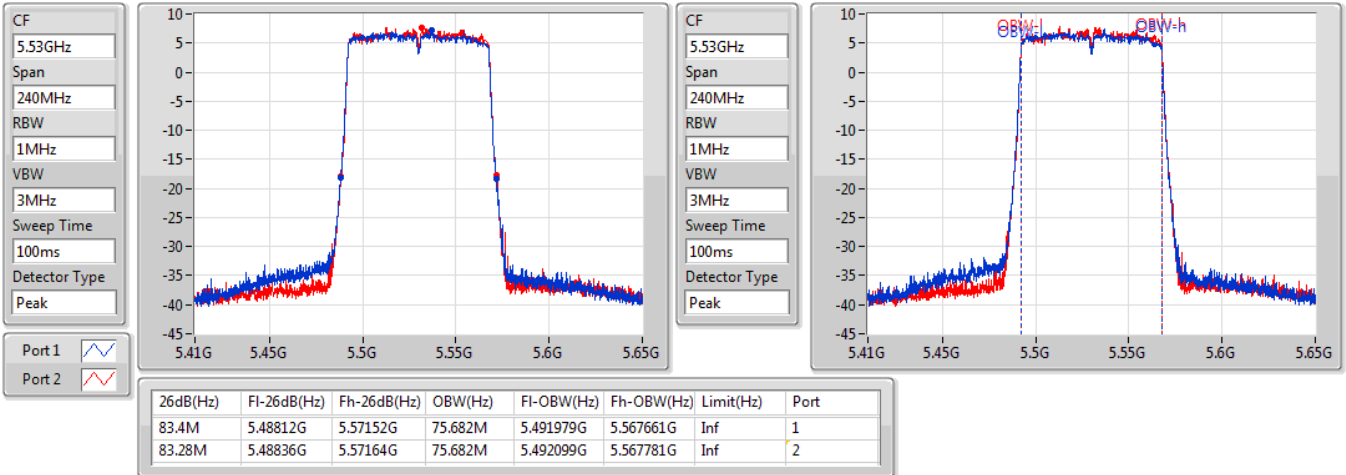 CF
5.53GHz
Span
240MHz
RBW
1MHz
VBW
3MHz
Sweep Time
100ms
Detector Type
Peak
Port 1
Port 2
10
5
0
-5
-10
-15
-20
-25
-30
-35
-40
-45
5.41G 5.45G 5.5G 5.55G 5.6G 5.65G
CF
5.53GHz
Span
240MHz
RBW
1MHz
VBW
3MHz
Sweep Time
100ms
Detector Type
Peak
OBW-l OBW-h
OBW-l OBW-h
10
5
0
-5
-10
-15
-20
-25
-30
-35
-40
-45
5.41G 5.45G 5.5G 5.55G 5.6G 5.65G
26dB(Hz) Fl-26dB(Hz) Fh-26dB(Hz) OBW(Hz) Fl-OBW(Hz) Fh-OBW(Hz) Limit(Hz) Port
83.4M 5.48812G 5.57152G 75.682M 5.491979G 5.567661G Inf 1
83.28M 5.48836G 5.57164G 75.682M 5.492099G 5.567781G Inf 2